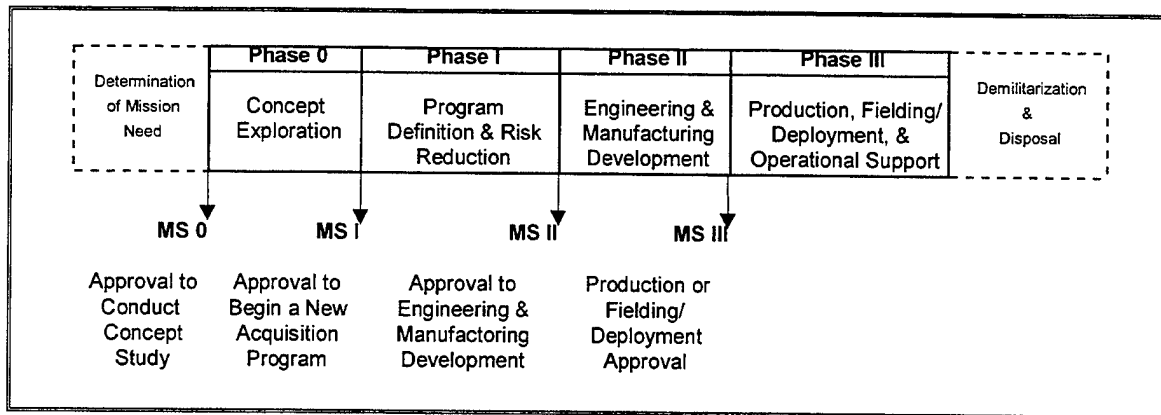 Phase 0
Phase I
Phase II
Phase III
Determination
of Mission
Need
Concept
Exploration
Program
Definition & Risk
Reduction
Engineering &
Manufacturing
Development
Production, Fielding/
Deployment, &
Operational Support
Demilitarization
&
Disposal
MS 0
MS I
MS II
MS III
Approval to
Conduct
Concept
Study
Approval to
Begin a New
Acquisition
Program
Approval to
Engineering &
Manufactoring
Development
Production or
Fielding/
Deployment
Approval